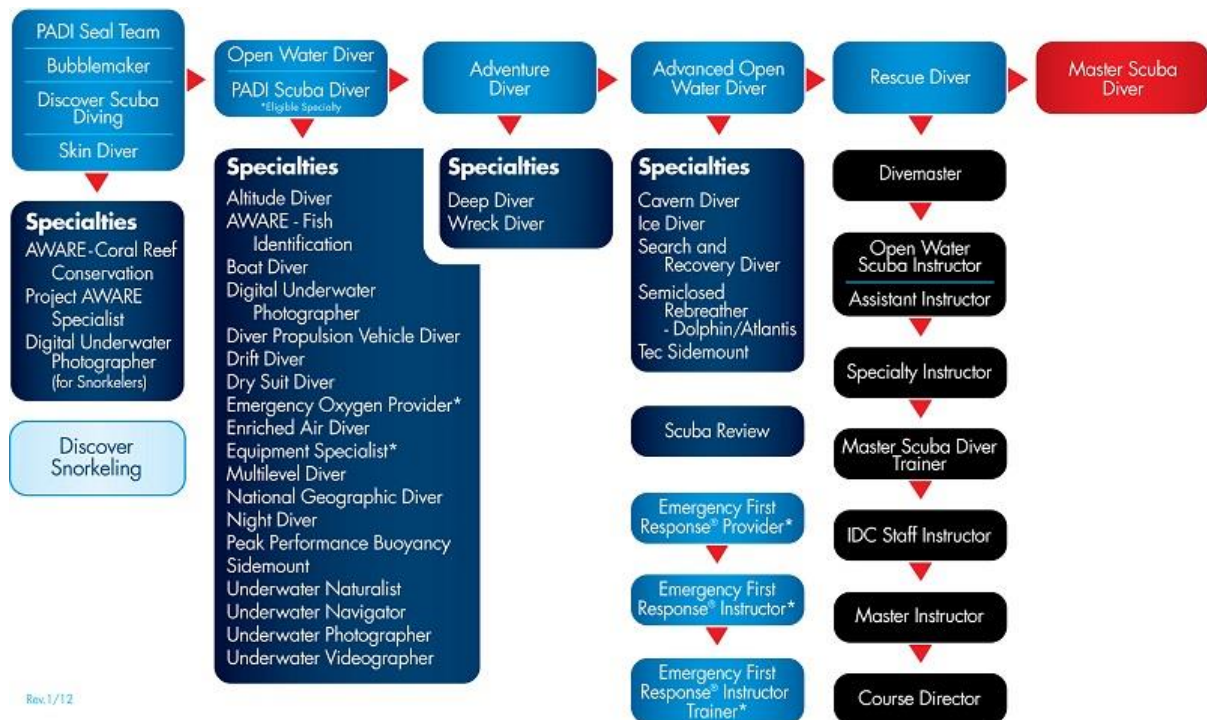 PADI Seal Team
Bubblemaker
Discover Scuba
Diving
Skin Diver
Specialties
AWARE-Coral Reef
Conservation
Project AWARE
Specialist
Digital Underwater
Photographer
(for Snorkelers)
Discover
Snorkeling
Open Water Diver
PADI Scuba Diver
*Eligible Specialty
Specialties
Altitude Diver
AWARE - Fish
Identification
Boat Diver
Digital Underwater
Photographer
Diver Propulsion Vehicle Diver
Drift Diver
Dry Suit Diver
Emergency Oxygen Provider*
Enriched Air Diver
Equipment Specialist*
Multilevel Diver
National Geographic Diver
Night Diver
Peak Performance Buoyancy
Sidemount
Underwater Naturalist
Underwater Navigator
Underwater Photographer
Underwater Videographer
Adventure
Diver
Specialties
Deep Diver
Wreck Diver
Advanced Open
Water Diver
Specialties
Cavern Diver
Ice Diver
Search and
Recovery Diver
Semiclosed
Rebreather
- Dolphin/Atlantis
Tec Sidemount
Scuba Review
Emergency First
Response® Provider*
Emergency First
Response® Instructor*
Emergency First
Response® Instructor
Trainer*
Rescue Diver
Divemaster
Open Water
Scuba Instructor
Assistant Instructor
Specialty Instructor
Master Scuba Diver
Trainer
IDC Staff Instructor
Master Instructor
Course Director
Master Scuba
Diver
Rev.1/12